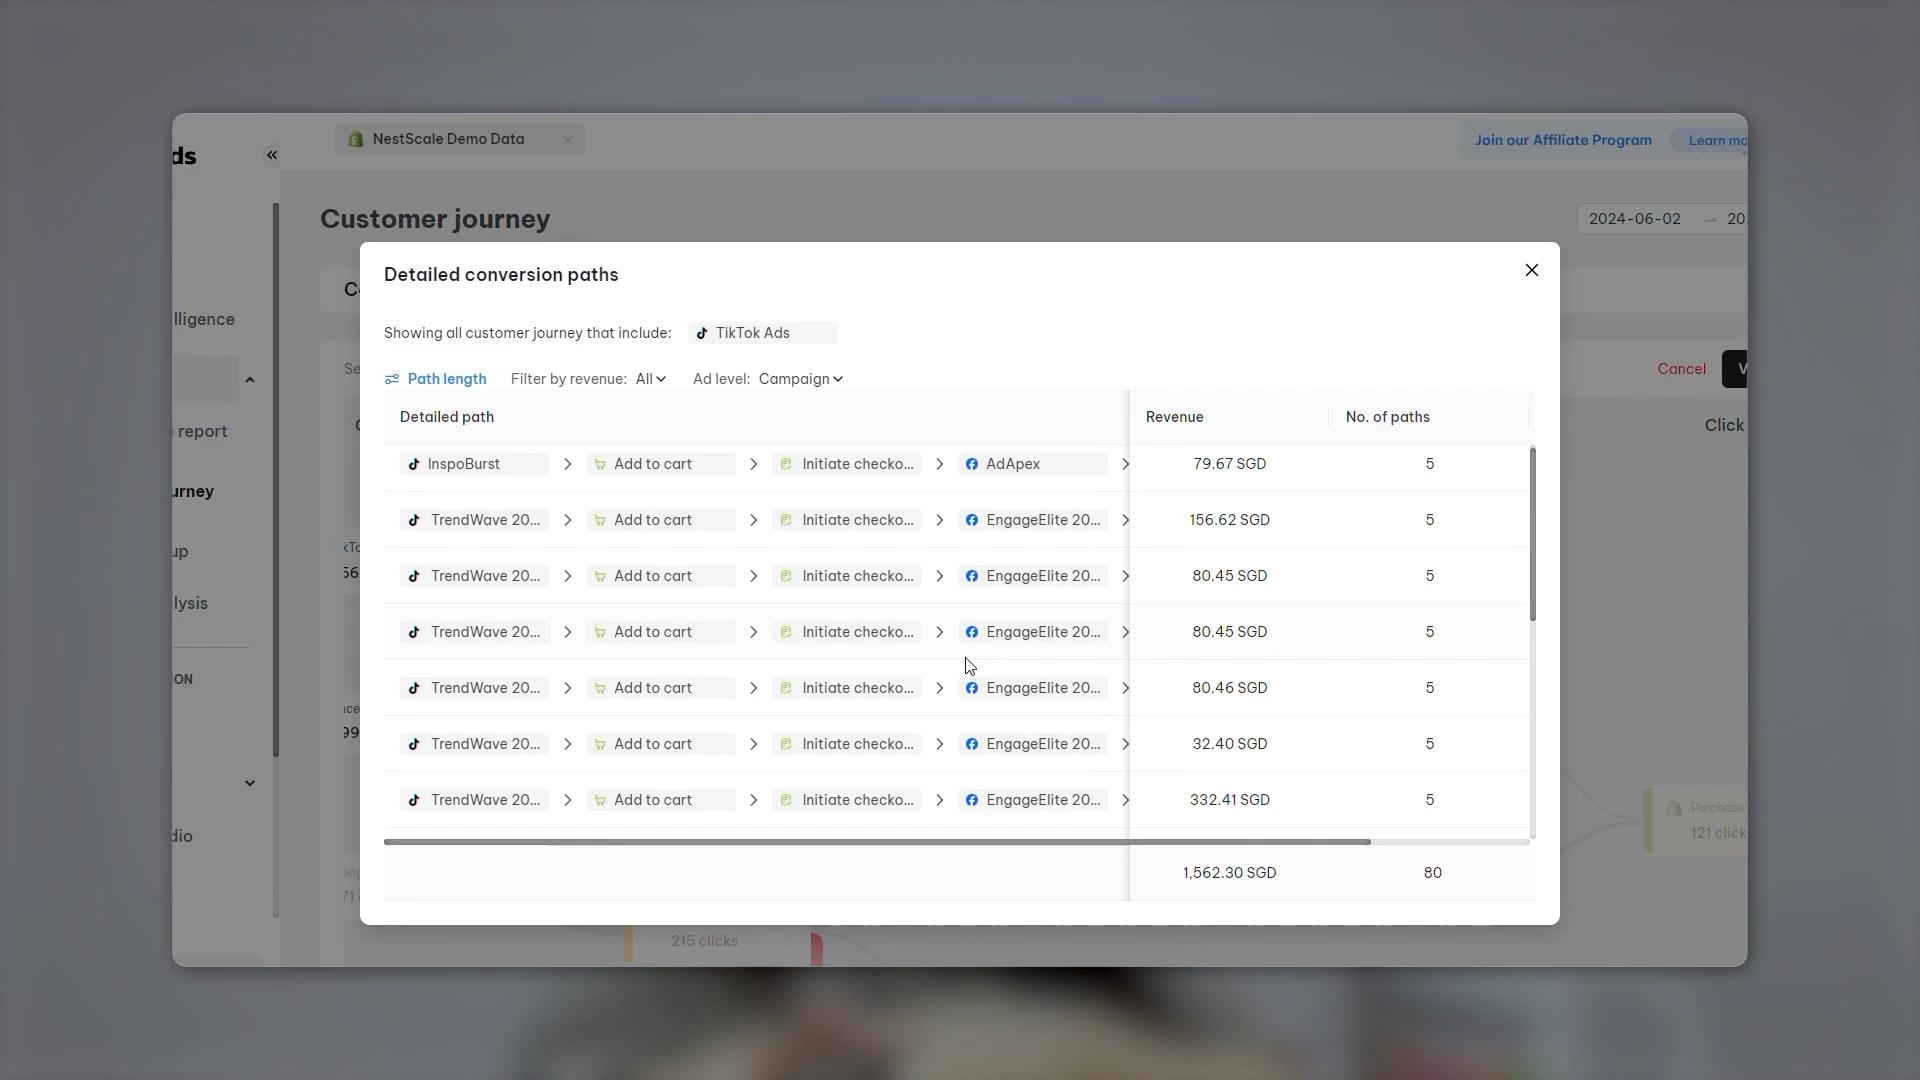 ds
«
NestScale Demo Data
Join our Affiliate Program
Learn mo
Customer journey
2024-06-02 → 20
Detailed conversion paths
Showing all customer journey that include: TikTok Ads
Path length Filter by revenue: All Ad level: Campaign
Detailed path Revenue No. of paths
InspoBurst > Add to cart > Initiate checko... > AdApex > 79.67 SGD 5
TrendWave 20... > Add to cart > Initiate checko... > EngageElite 20... > 156.62 SGD 5
TrendWave 20... > Add to cart > Initiate checko... > EngageElite 20... > 80.45 SGD 5
TrendWave 20... > Add to cart > Initiate checko... > EngageElite 20... > 80.45 SGD 5
TrendWave 20... > Add to cart > Initiate checko... > EngageElite 20... > 80.46 SGD 5
TrendWave 20... > Add to cart > Initiate checko... > EngageElite 20... > 32.40 SGD 5
TrendWave 20... > Add to cart > Initiate checko... > EngageElite 20... > 332.41 SGD 5
1,562.30 SGD 80
lligence
report
urney
up
lysis
ON
dio
Se
Cancel
Click
56
99
Purchase
121 click
215 clicks